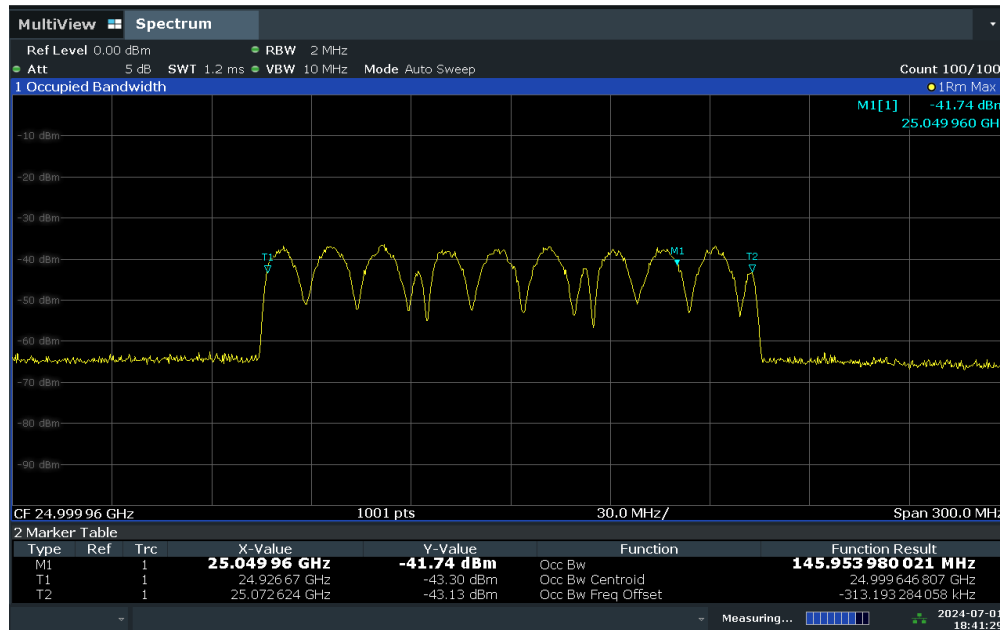 MultiView Spectrum
Ref Level 0.00 dBm RBW 2 MHz
Att 5 dB SWT 1.2 ms VBW 10 MHz Mode Auto Sweep Count 100/100
1 Occupied Bandwidth 1Rm Max
M1[1] -41.74 dBm
25.049 960 GH
-10 dBm
-20 dBm
-30 dBm
T1 M1 T2
-40 dBm
-50 dBm
-60 dBm
-70 dBm
-80 dBm
-90 dBm
CF 24.999 96 GHz 1001 pts 30.0 MHz/ Span 300.0 MHz
2 Marker Table
Type Ref Trc X-Value Y-Value Function Function Result
M1 1 25.049 96 GHz -41.74 dBm Occ Bw 145.953 980 021 MHz
T1 1 24.926 67 GHz -43.30 dBm Occ Bw Centroid 24.999 646 807 GHz
T2 1 25.072 624 GHz -43.13 dBm Occ Bw Freq Offset -313.193 284 058 kHz
Measuring... 2024-07-01
18:41:29